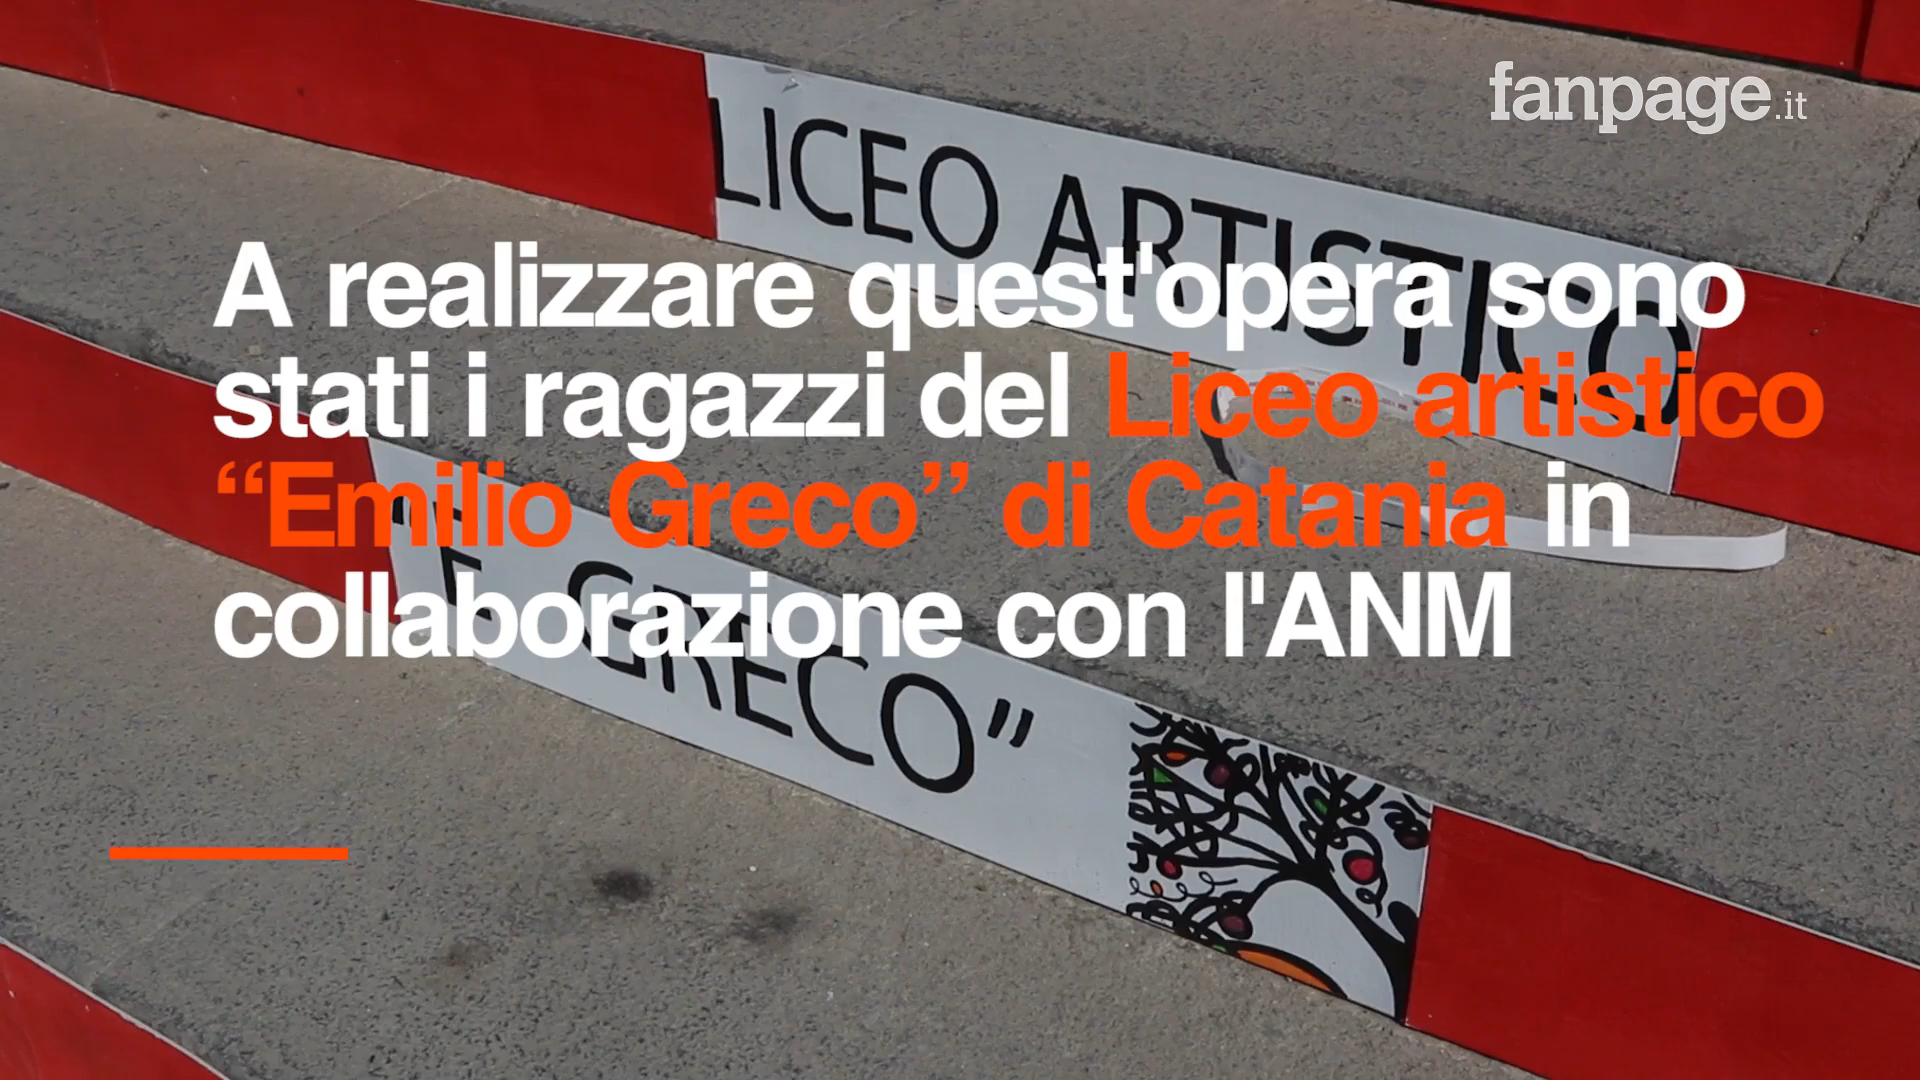 fanpage.it
LICEO ARTISTICO
A realizzare quest'opera sono
stati i ragazzi del Liceo artistico
“Emilio Greco” di Catania in
collaborazione con l'ANM
"E. GRECO”